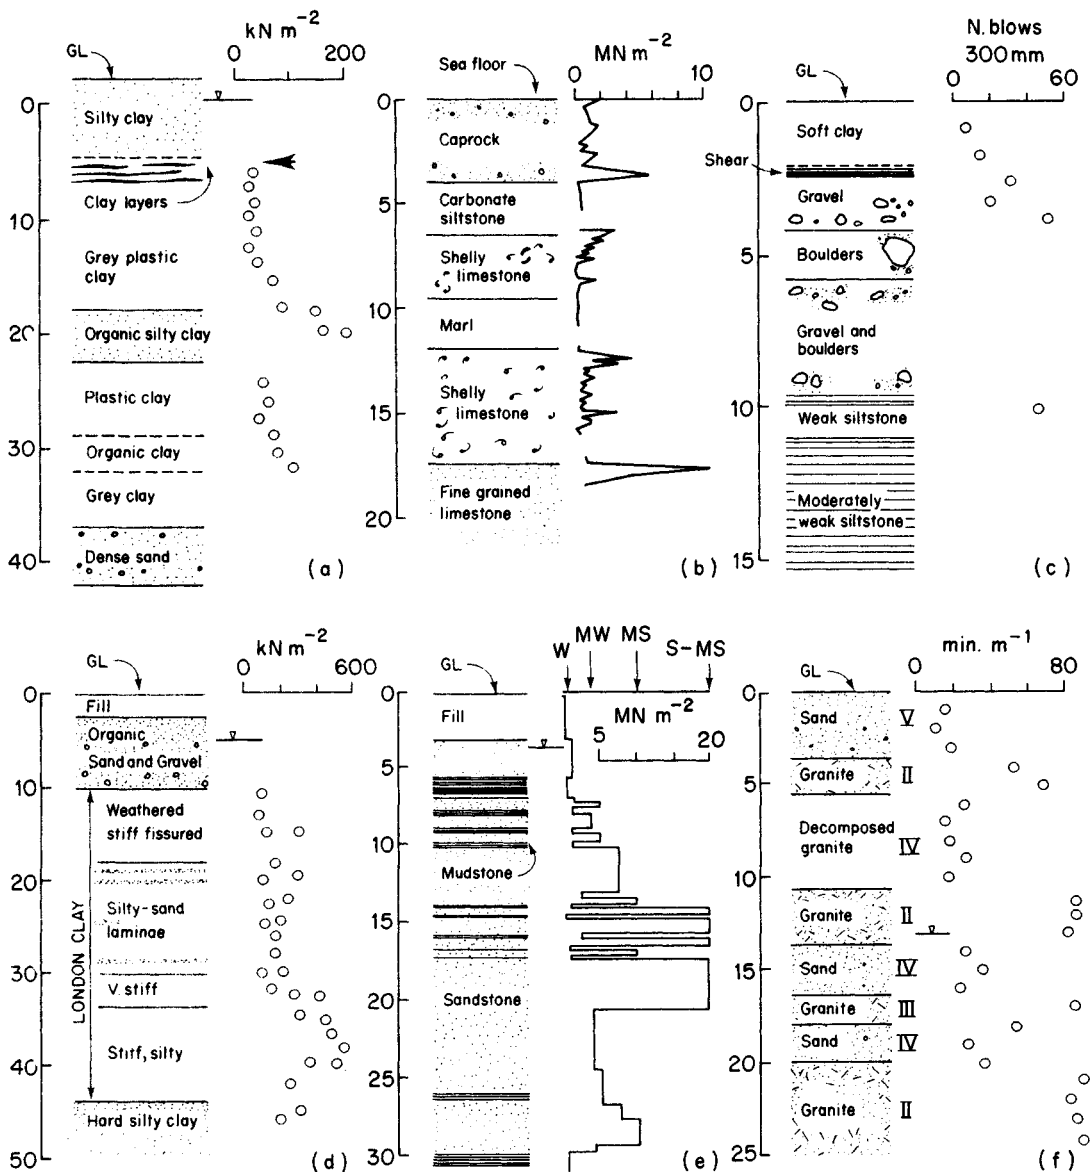 kN m⁻²
0 200
GL
0
Silty clay
Clay layers
10
Grey plastic
clay
20
Organic silty clay
Plastic clay
30
Organic clay
Grey clay
40
Dense sand
(a)
MN m⁻²
0 10
Sea floor
0
Caprock
5
Carbonate
siltstone
Shelly
limestone
10
Marl
15
Shelly
limestone
20
Fine grained
limestone
(b)
N. blows
300 mm
0 60
GL
0
Soft clay
Shear
Gravel
5
Boulders
Gravel and
boulders
10
Weak siltstone
Moderately
weak siltstone
15
(c)
kN m⁻²
0 600
GL
0
Fill
Organic
Sand and Gravel
10
LONDON CLAY
Weathered
stiff fissured
20
Silty-sand
laminae
30
V. stiff
Stiff, silty
40
Hard silty clay
50
(d)
W MW MS S-MS
MN m⁻²
5 20
GL
0
Fill
5
10
Mudstone
15
20
Sandstone
25
30
(e)
min. m⁻¹
0 80
GL
0
Sand V
5
Granite II
Decomposed
granite IV
10
Granite II
15
Sand IV
Granite III
Sand IV
20
Granite II
25
(f)